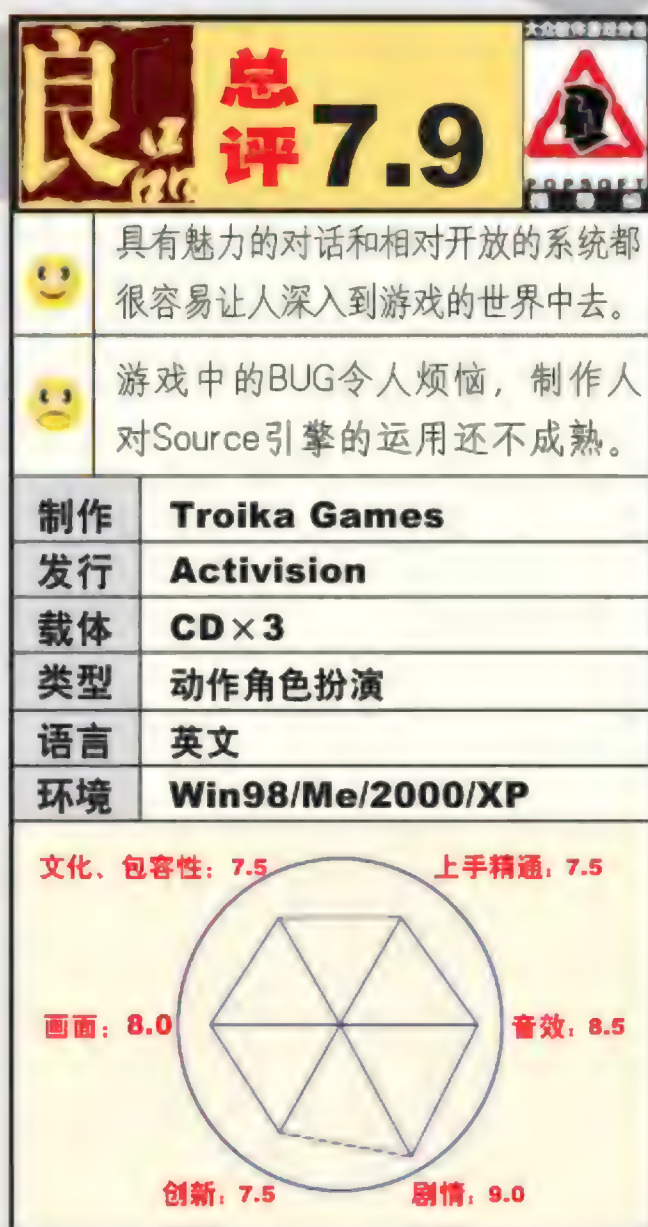 良品
总评 7.9
POPSOFT
具有魅力的对话和相对开放的系统都
很容易让人深入到游戏的世界中去。
游戏中的BUG令人烦恼，制作人
对Source引擎的运用还不成熟。
制作 Troika Games
发行 Activision
载体 CD×3
类型 动作角色扮演
语言 英文
环境 Win98/Me/2000/XP
文化、包容性：7.5 上手精通：7.5
画面：8.0 音效：8.5
创新：7.5 剧情：9.0